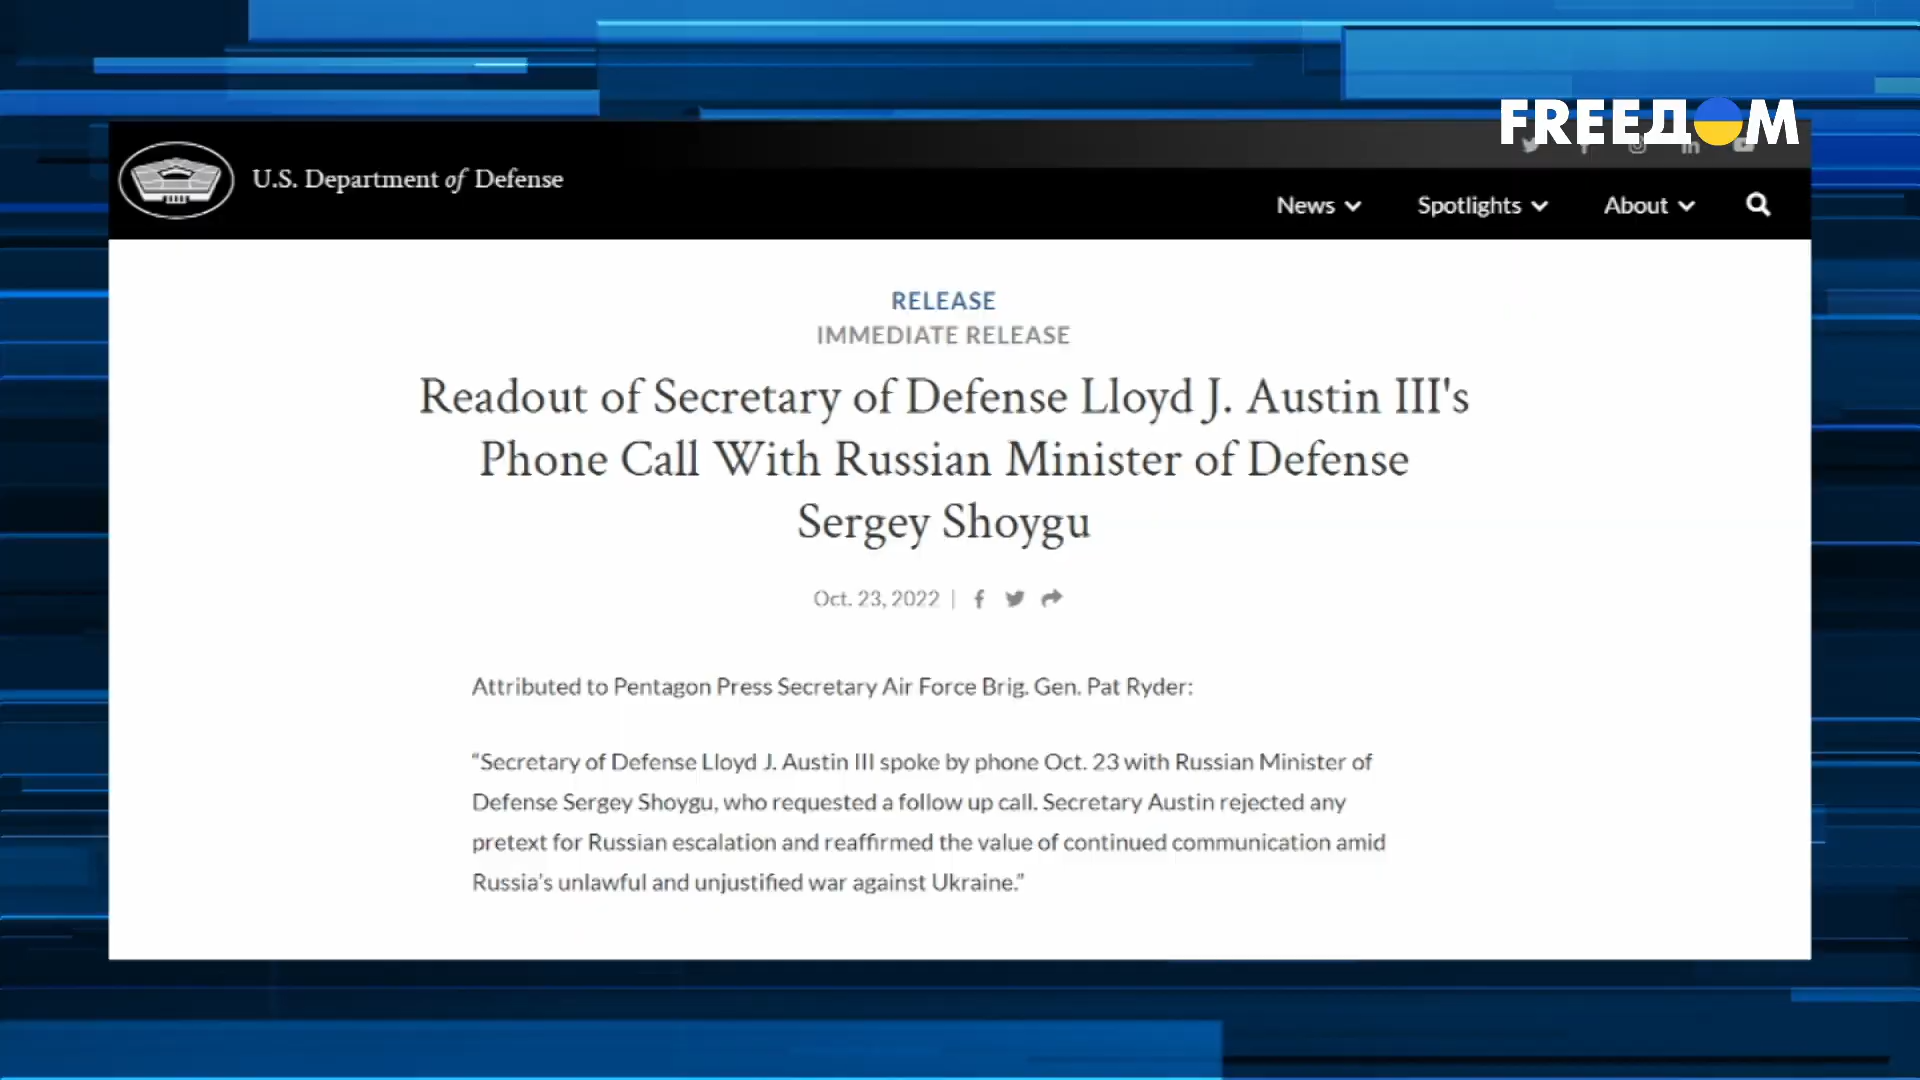 FREEДОМ
U.S. Department of Defense
News
Spotlights
About
RELEASE
IMMEDIATE RELEASE
Readout of Secretary of Defense Lloyd J. Austin III's
Phone Call With Russian Minister of Defense
Sergey Shoygu
Oct. 23, 2022 |
Attributed to Pentagon Press Secretary Air Force Brig. Gen. Pat Ryder:
“Secretary of Defense Lloyd J. Austin III spoke by phone Oct. 23 with Russian Minister of
Defense Sergey Shoygu, who requested a follow up call. Secretary Austin rejected any
pretext for Russian escalation and reaffirmed the value of continued communication amid
Russia’s unlawful and unjustified war against Ukraine.”